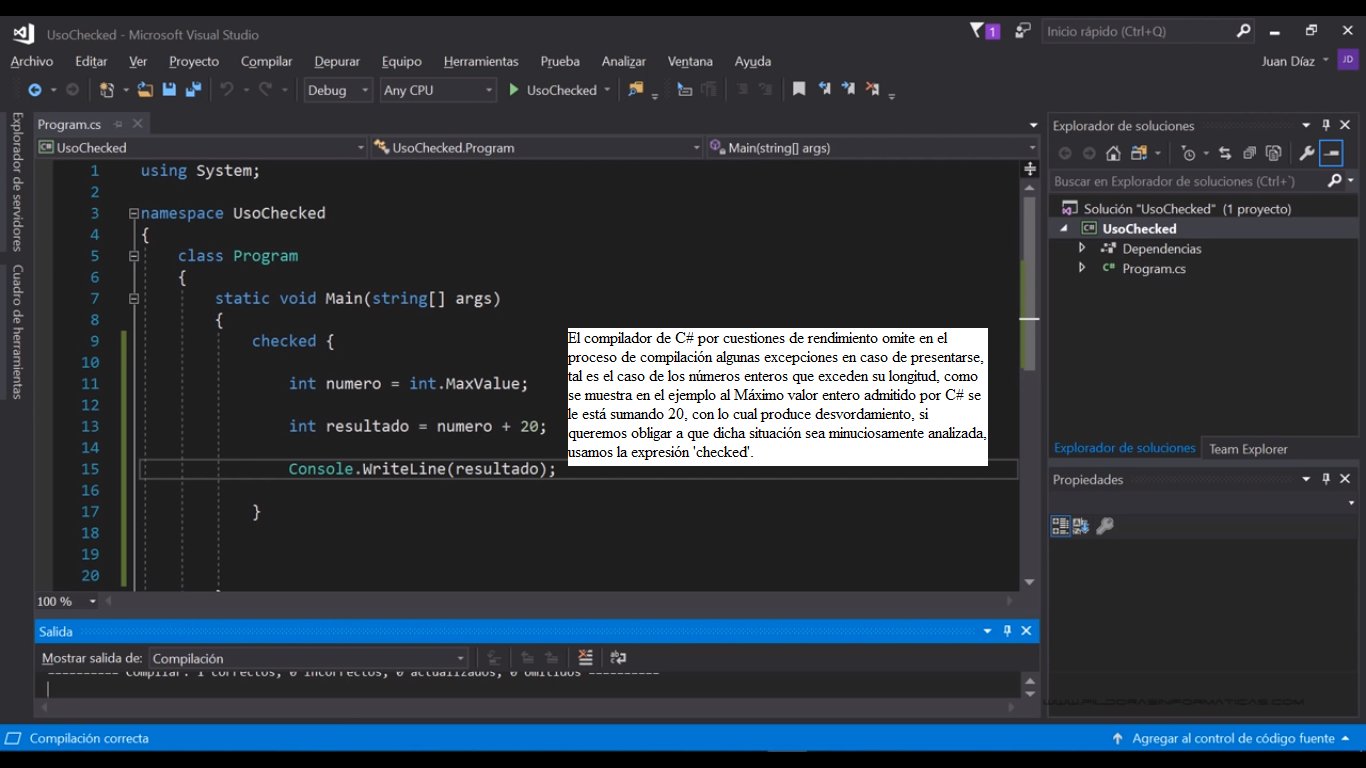 UsoChecked - Microsoft Visual Studio
1
Inicio rápido (Ctrl+Q)
Archivo Editar Ver Proyecto Compilar Depurar Equipo Herramientas Prueba Analizar Ventana Ayuda
Juan Díaz JD
Debug Any CPU UsoChecked
Explorador de servidores
Cuadro de herramientas
Program.cs
UsoChecked UsoChecked.Program Main(string[] args)
1 using System;
2
3 namespace UsoChecked
4 {
5 class Program
6 {
7 static void Main(string[] args)
8 {
9 checked {
10
11 int numero = int.MaxValue;
12
13 int resultado = numero + 20;
14
15 Console.WriteLine(resultado);
16
17 }
18
19
20
El compilador de C# por cuestiones de rendimiento omite en el
proceso de compilación algunas excepciones en caso de presentarse,
tal es el caso de los números enteros que exceden su longitud, como
se muestra en el ejemplo al Máximo valor entero admitido por C# se
le está sumando 20, con lo cual produce desvordamiento, si
queremos obligar a que dicha situación sea minuciosamente analizada,
usamos la expresión 'checked'.
100 %
Salida
Mostrar salida de: Compilación
========== Compilar: 1 correctos, 0 incorrectos, 0 actualizados, 0 omitidos ==========
Explorador de soluciones
Buscar en Explorador de soluciones (Ctrl+`)
Solución "UsoChecked" (1 proyecto)
UsoChecked
Dependencias
C# Program.cs
Explorador de soluciones Team Explorer
Propiedades
WWW.PILDORASINFORMATICAS.COM
Compilación correcta
Agregar al control de código fuente